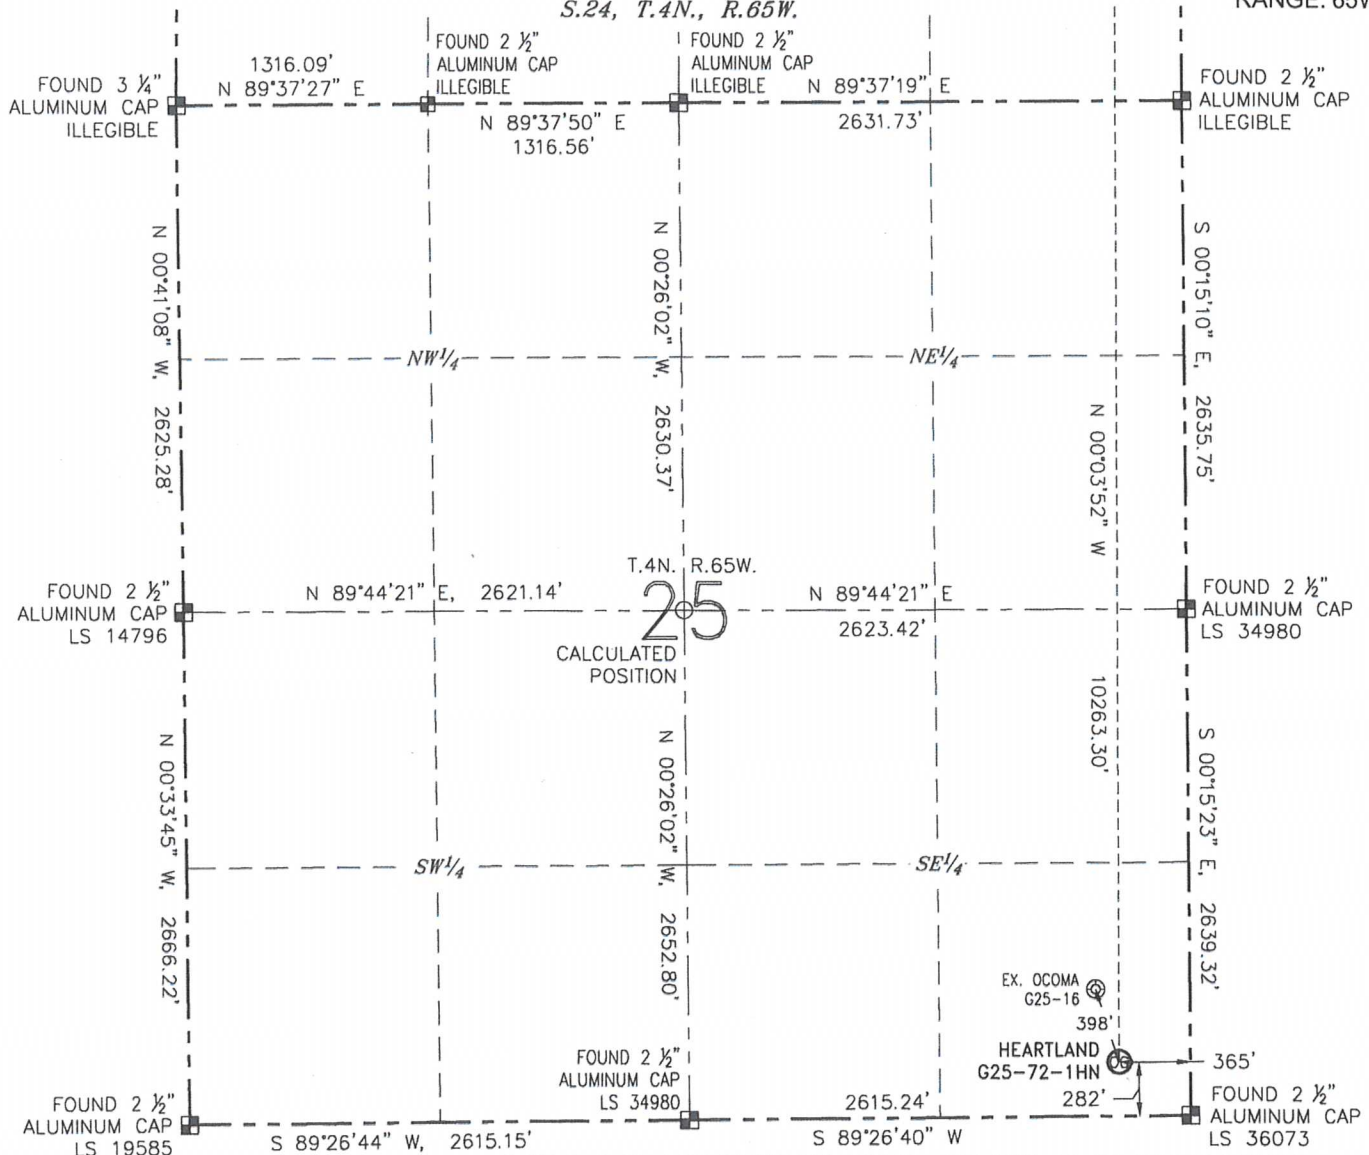 S.24, T.4N., R.65W.
RANGE: 65W
FOUND 3 ¼"
ALUMINUM CAP
ILLEGIBLE
1316.09'
N 89°37'27" E
FOUND 2 ½"
ALUMINUM CAP
ILLEGIBLE
N 89°37'50" E
1316.56'
FOUND 2 ½"
ALUMINUM CAP
ILLEGIBLE
N 89°37'19" E
2631.73'
FOUND 2 ½"
ALUMINUM CAP
ILLEGIBLE
N 00°41'08" W, 2625.28'
N 00°26'02" W, 2630.37'
S 00°15'10" E, 2635.75'
NW¼
NE¼
N 00°03'52" W 10263.30'
FOUND 2 ½"
ALUMINUM CAP
LS 14796
N 89°44'21" E, 2621.14'
T.4N. R.65W.
25
CALCULATED
POSITION
N 89°44'21" E
2623.42'
FOUND 2 ½"
ALUMINUM CAP
LS 34980
N 00°33'45" W, 2666.22'
N 00°26'02" W, 2652.80'
S 00°15'23" E, 2639.32'
SW¼
SE¼
EX. OCOMA
G25-16
398'
HEARTLAND
G25-72-1HN
365'
282'
FOUND 2 ½"
ALUMINUM CAP
LS 19585
S 89°26'44" W, 2615.15'
FOUND 2 ½"
ALUMINUM CAP
LS 34980
2615.24'
S 89°26'40" W
FOUND 2 ½"
ALUMINUM CAP
LS 36073